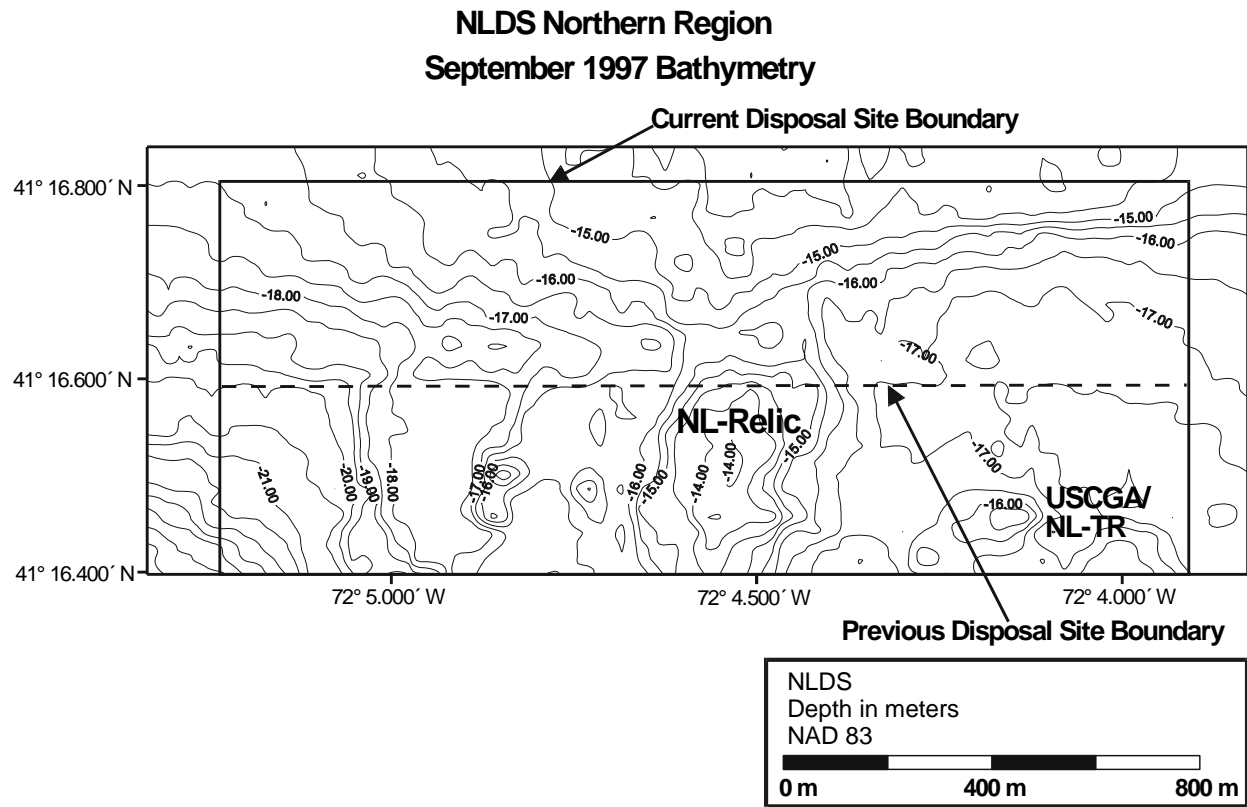 NLDS Northern Region
September 1997 Bathymetry
Current Disposal Site Boundary
41° 16.800´ N
-15.00
-15.00
-16.00
-15.00
-16.00
-16.00
-18.00
-17.00
-17.00
-17.00
41° 16.600´ N
NL-Relic
-21.00
-20.00
-19.00
-18.00
-17.00
-16.00
-16.00
-15.00
-14.00
-14.00
-15.00
-17.00
-16.00
USCGA/
NL-TR
41° 16.400´ N
72° 5.000´ W
72° 4.500´ W
72° 4.000´ W
Previous Disposal Site Boundary
NLDS
Depth in meters
NAD 83
0 m
400 m
800 m